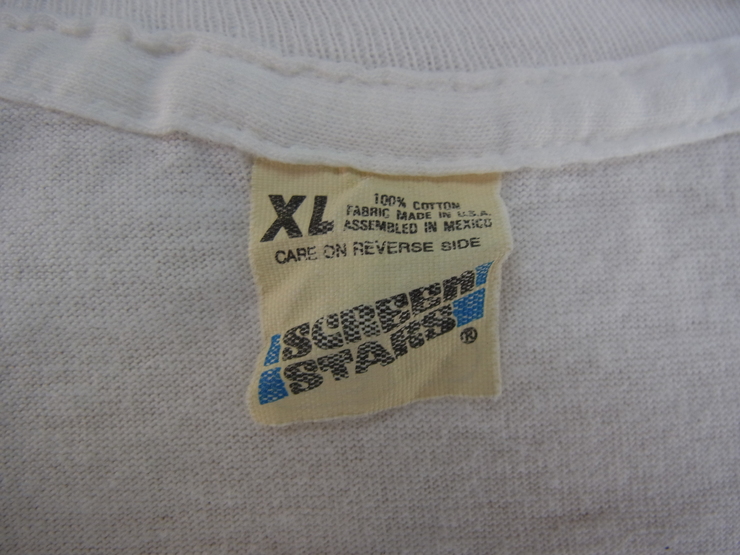 XL
100% COTTON
FABRIC MADE IN U.S.A.
ASSEMBLED IN MEXICO
CARE ON REVERSE SIDE
SCREEN
STARS ®